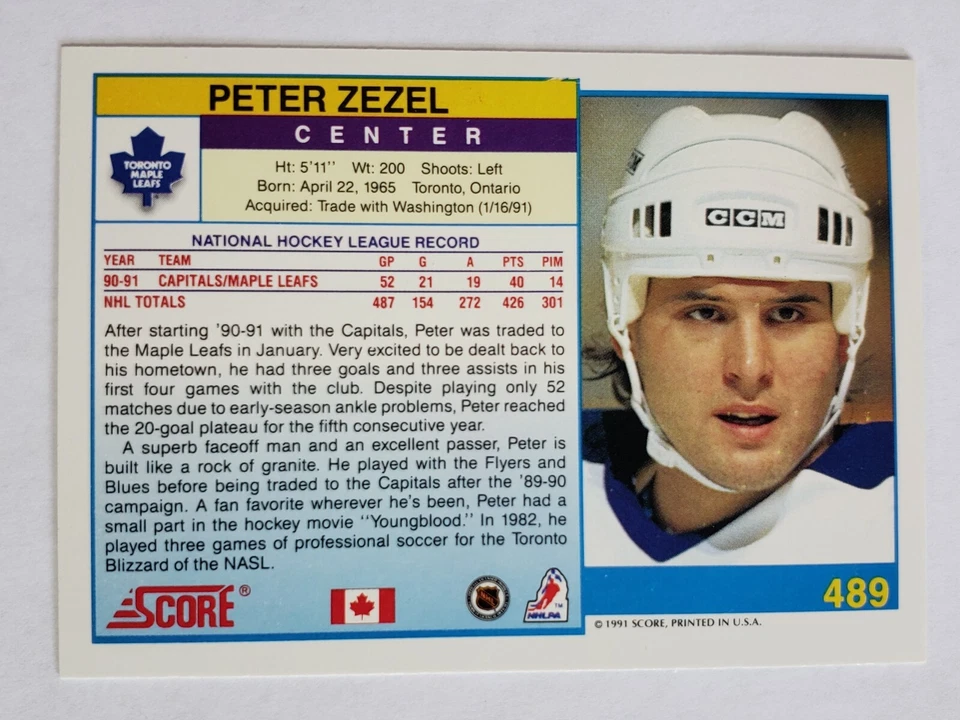 PETER ZEZEL
CENTER
TORONTO
MAPLE
LEAFS
Ht: 5'11'' Wt: 200 Shoots: Left
Born: April 22, 1965 Toronto, Ontario
Acquired: Trade with Washington (1/16/91)
NATIONAL HOCKEY LEAGUE RECORD
YEAR TEAM GP G A PTS PIM
90-91 CAPITALS/MAPLE LEAFS 52 21 19 40 14
NHL TOTALS 487 154 272 426 301
After starting '90-91 with the Capitals, Peter was traded to
the Maple Leafs in January. Very excited to be dealt back to
his hometown, he had three goals and three assists in his
first four games with the club. Despite playing only 52
matches due to early-season ankle problems, Peter reached
the 20-goal plateau for the fifth consecutive year.
A superb faceoff man and an excellent passer, Peter is
built like a rock of granite. He played with the Flyers and
Blues before being traded to the Capitals after the '89-90
campaign. A fan favorite wherever he's been, Peter had a
small part in the hockey movie ''Youngblood.'' In 1982, he
played three games of professional soccer for the Toronto
Blizzard of the NASL.
SCORE®
NHLPA
TM
CCM
489
© 1991 SCORE, PRINTED IN U.S.A.